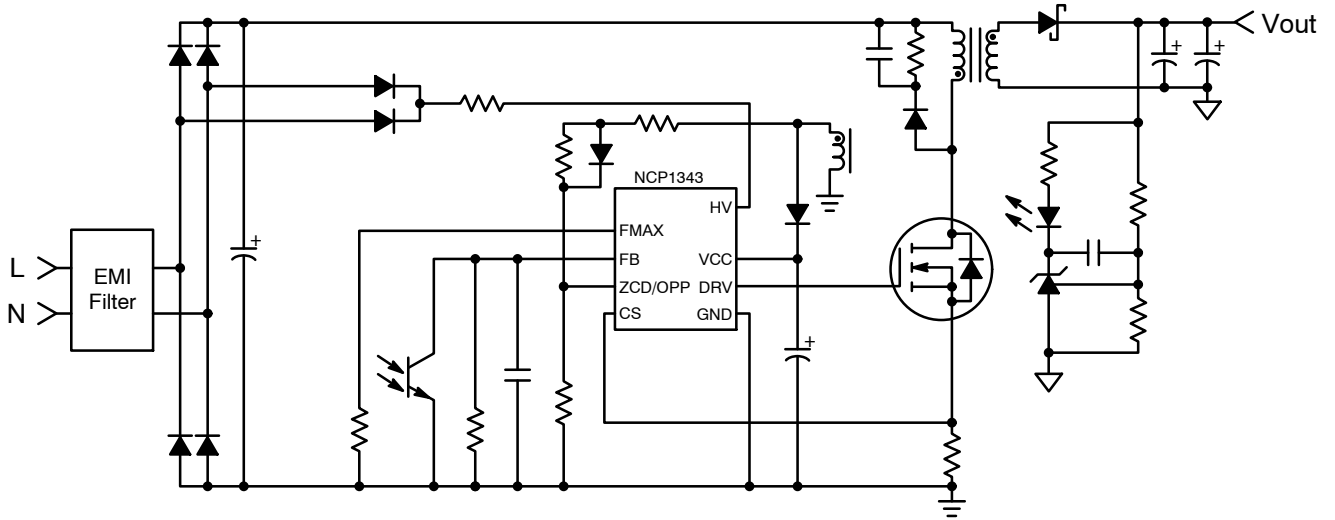 Vout
NCP1343
HV
FMAX
FB
VCC
ZCD/OPP
DRV
CS
GND
L
N
EMI
Filter
+
+
+
+